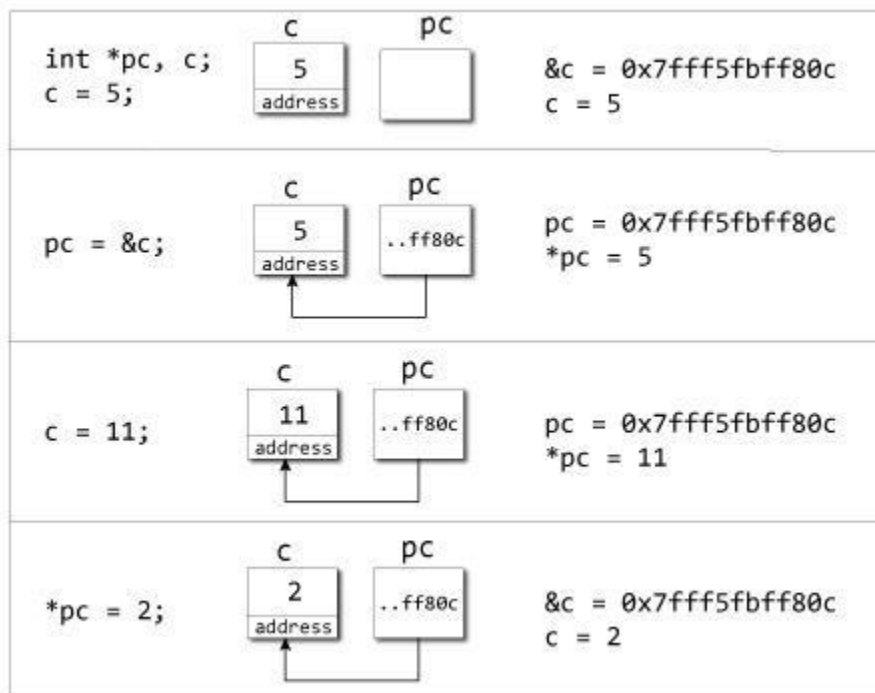 c pc
int *pc, c;
c = 5;
5
address
&c = 0x7fff5fbff80c
c = 5
c pc
pc = &c;
5
address
..ff80c
pc = 0x7fff5fbff80c
*pc = 5
c pc
c = 11;
11
address
..ff80c
pc = 0x7fff5fbff80c
*pc = 11
c pc
*pc = 2;
2
address
..ff80c
&c = 0x7fff5fbff80c
c = 2